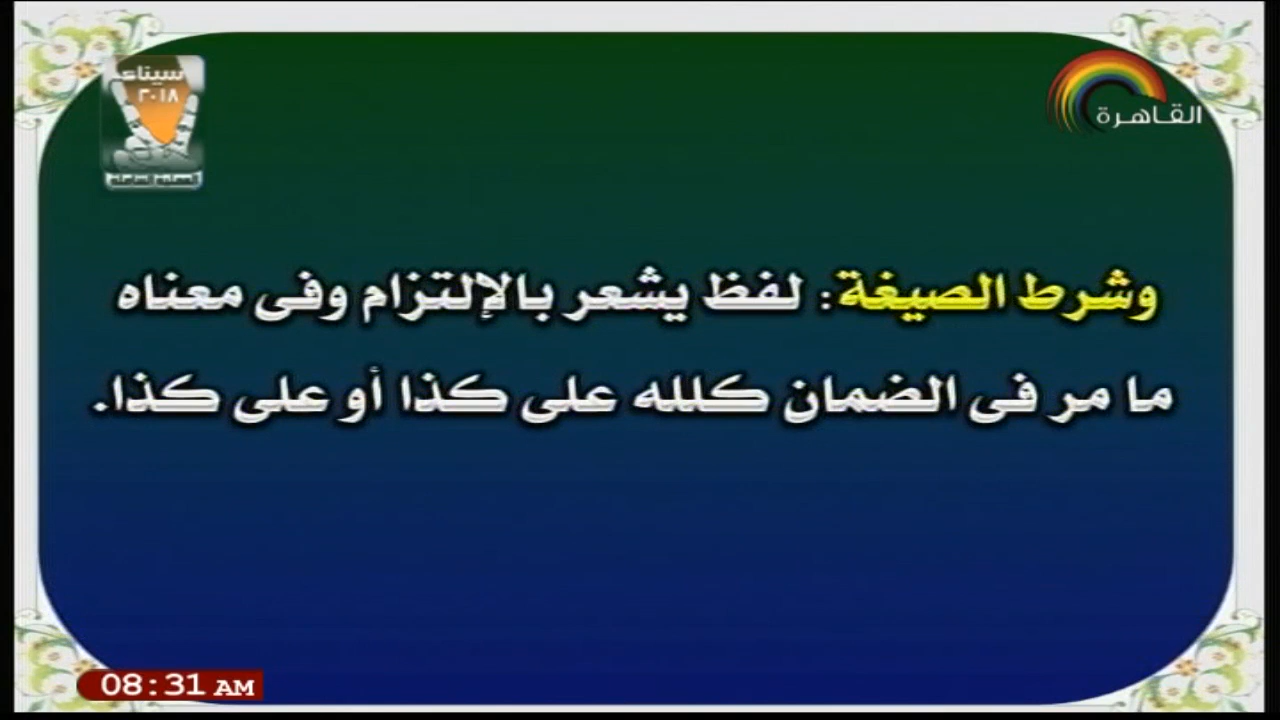 سيناء
٢٠١٨
القاهرة
وشرط الصيغة: لفظ يشعر بالإلتزام وفى معناه
ما مر فى الضمان كلله على كذا أو على كذا.
08:31 AM